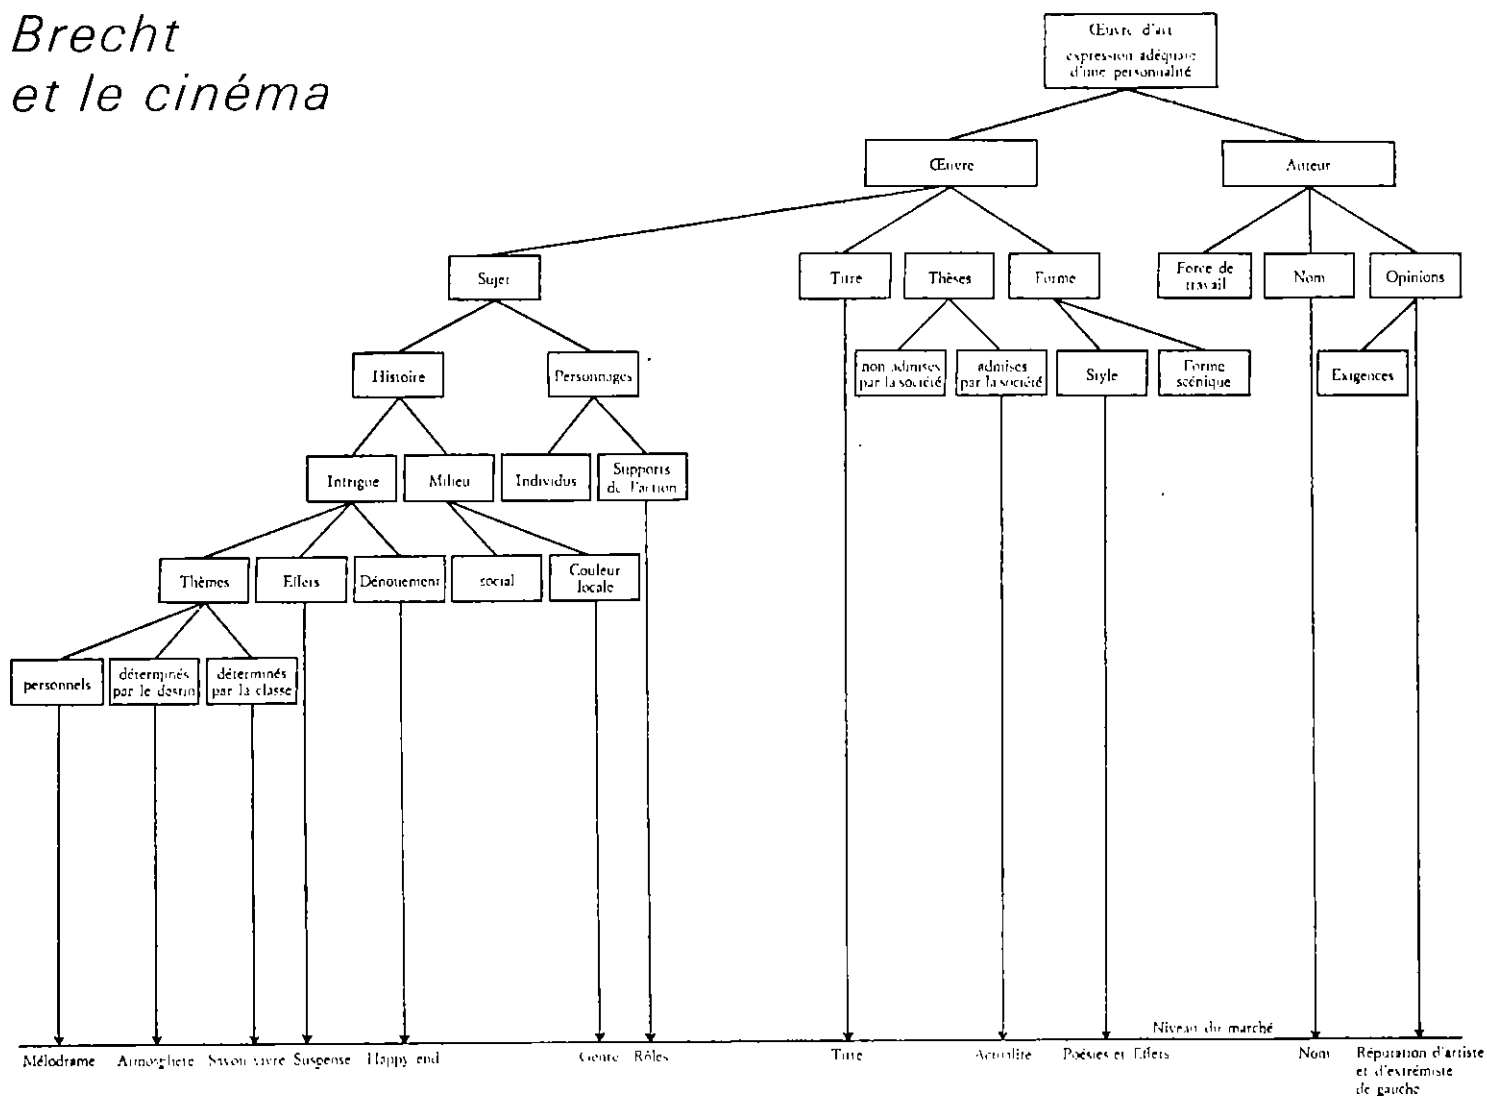 Brecht
et le cinéma
Œuvre d'art
expression adéquate
d'une personnalité
Œuvre
Auteur
Sujet
Titre
Thèses
Forme
Force de
travail
Nom
Opinions
Histoire
Personnages
non admises
par la société
admises
par la société
Style
Forme
scénique
Exigences
Intrigue
Milieu
Individus
Supports
de l'action
Thèmes
Effets
Dénouement
social
Couleur
locale
personnels
déterminés
par le destin
déterminés
par la classe
Niveau du marché
Mélodrame
Atmosphère
Savoir vivre
Suspense
Happy end
Genre
Rôles
Titre
Actualité
Poésies et Effets
Nom
Réputation d'artiste
et d'extrémiste
de gauche